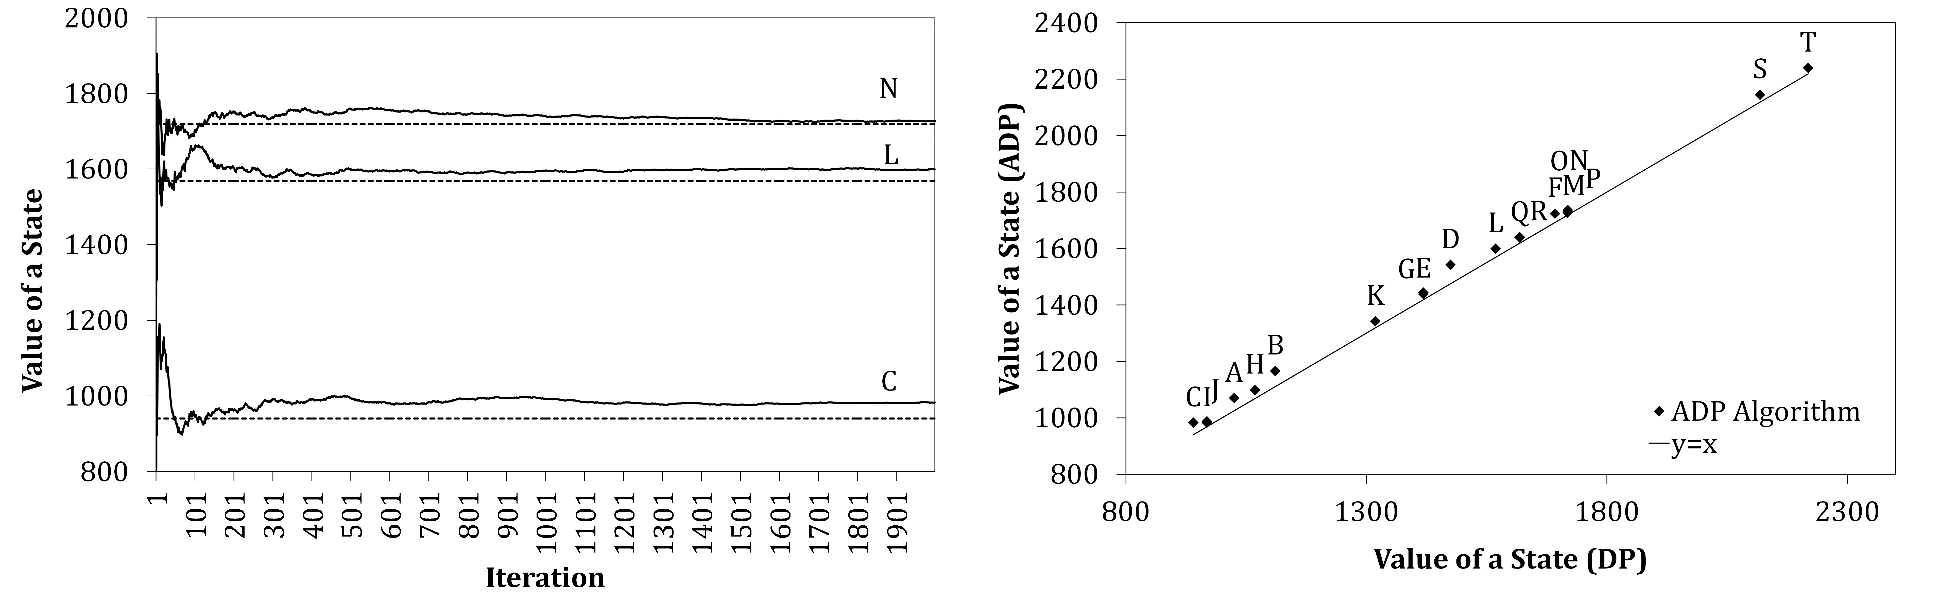 2000
1800
1600
1400
1200
1000
800
Value of a State
N
L
C
1
101
201
301
401
501
601
701
801
901
1001
1101
1201
1301
1401
1501
1601
1701
1801
1901
Iteration
2400
2200
2000
1800
1600
1400
1200
1000
800
Value of a State (ADP)
T
S
ON
FMP
QR
L
D
GE
K
B
H
A
CIJ
ADP Algorithm
y=x
800
1300
1800
2300
Value of a State (DP)